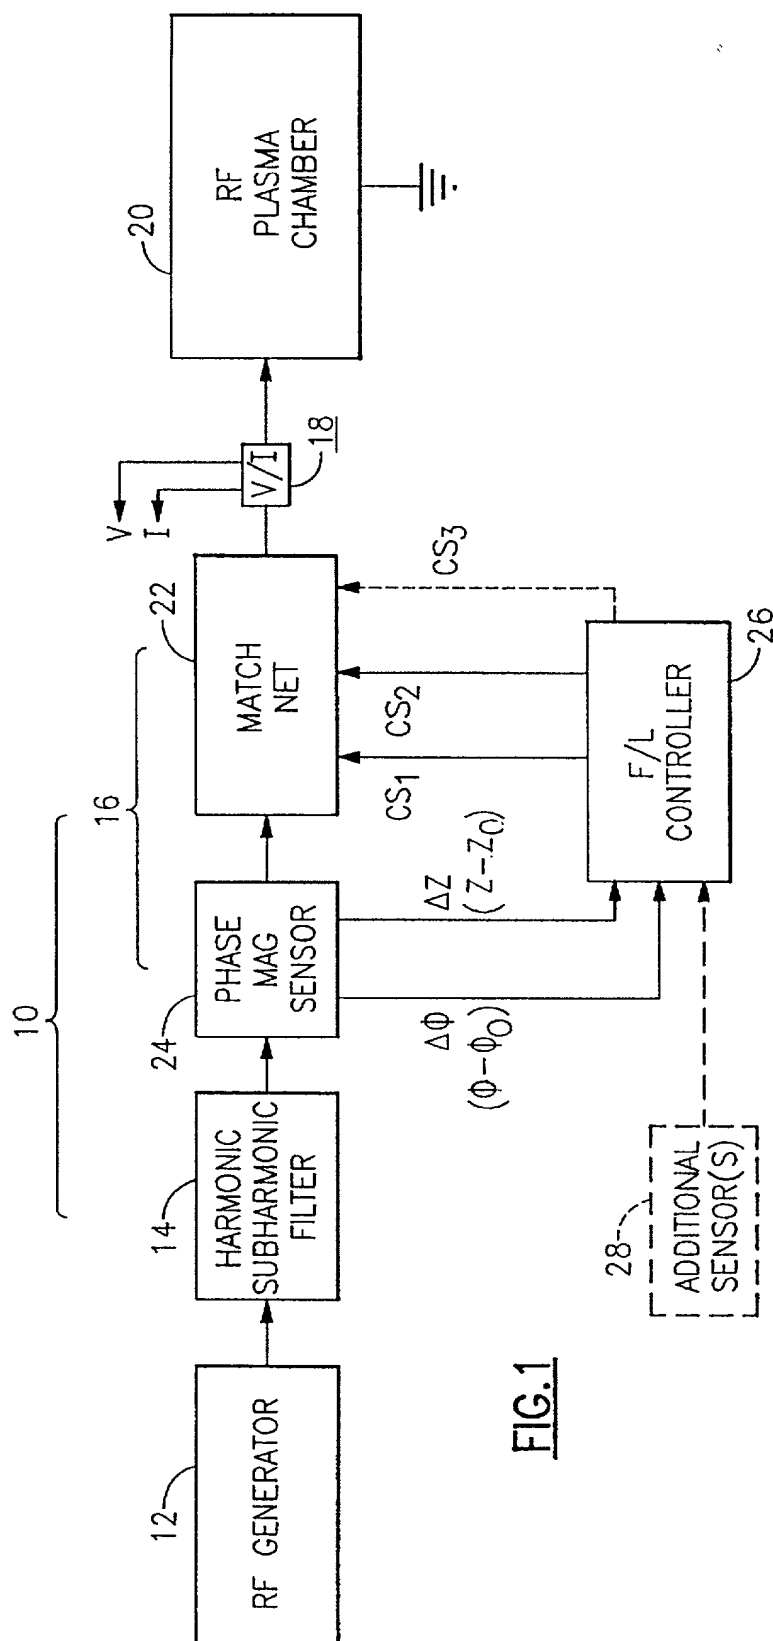 10
16
12
RF GENERATOR
14
HARMONIC
SUBHARMONIC
FILTER
24
PHASE
MAG
SENSOR
22
MATCH
NET
V
I
V/I
18
20
RF
PLASMA
CHAMBER
ΔΦ
(Φ-Φ0)
ΔZ
(Z-Z0)
CS1
CS2
CS3
28
ADDITIONAL
SENSOR(S)
F/L
CONTROLLER
26
FIG.1